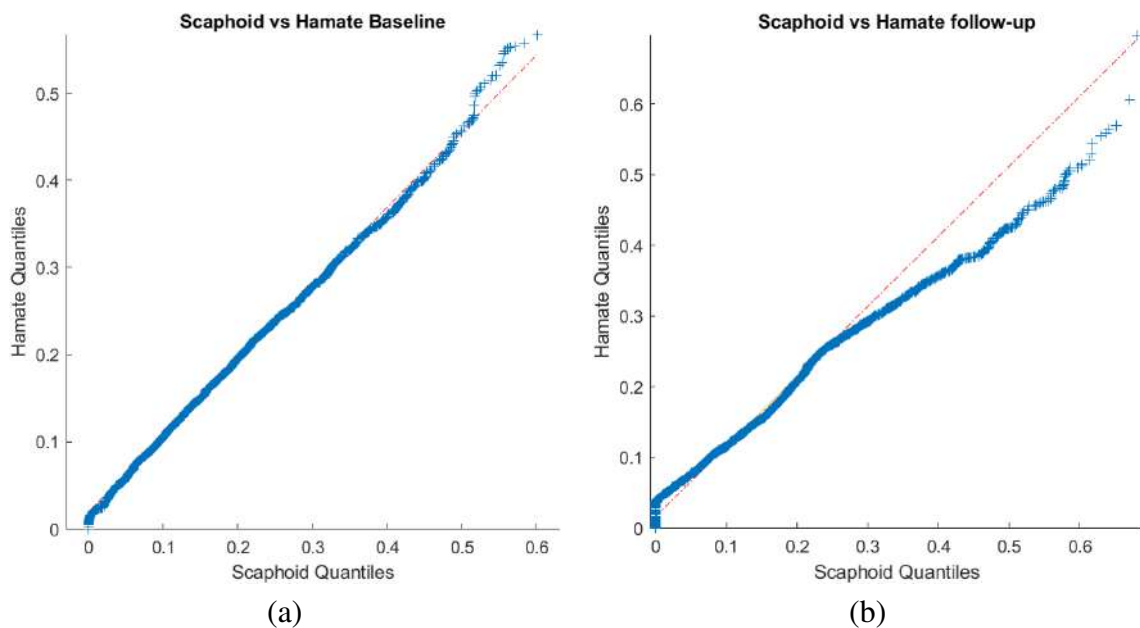 Scaphoid vs Hamate Baseline
0.5
0.4
0.3
0.2
0.1
0
Hamate Quantiles
0 0.1 0.2 0.3 0.4 0.5 0.6
Scaphoid Quantiles
(a)
Scaphoid vs Hamate follow-up
0.6
0.5
0.4
0.3
0.2
0.1
0
Hamate Quantiles
0 0.1 0.2 0.3 0.4 0.5 0.6
Scaphoid Quantiles
(b)